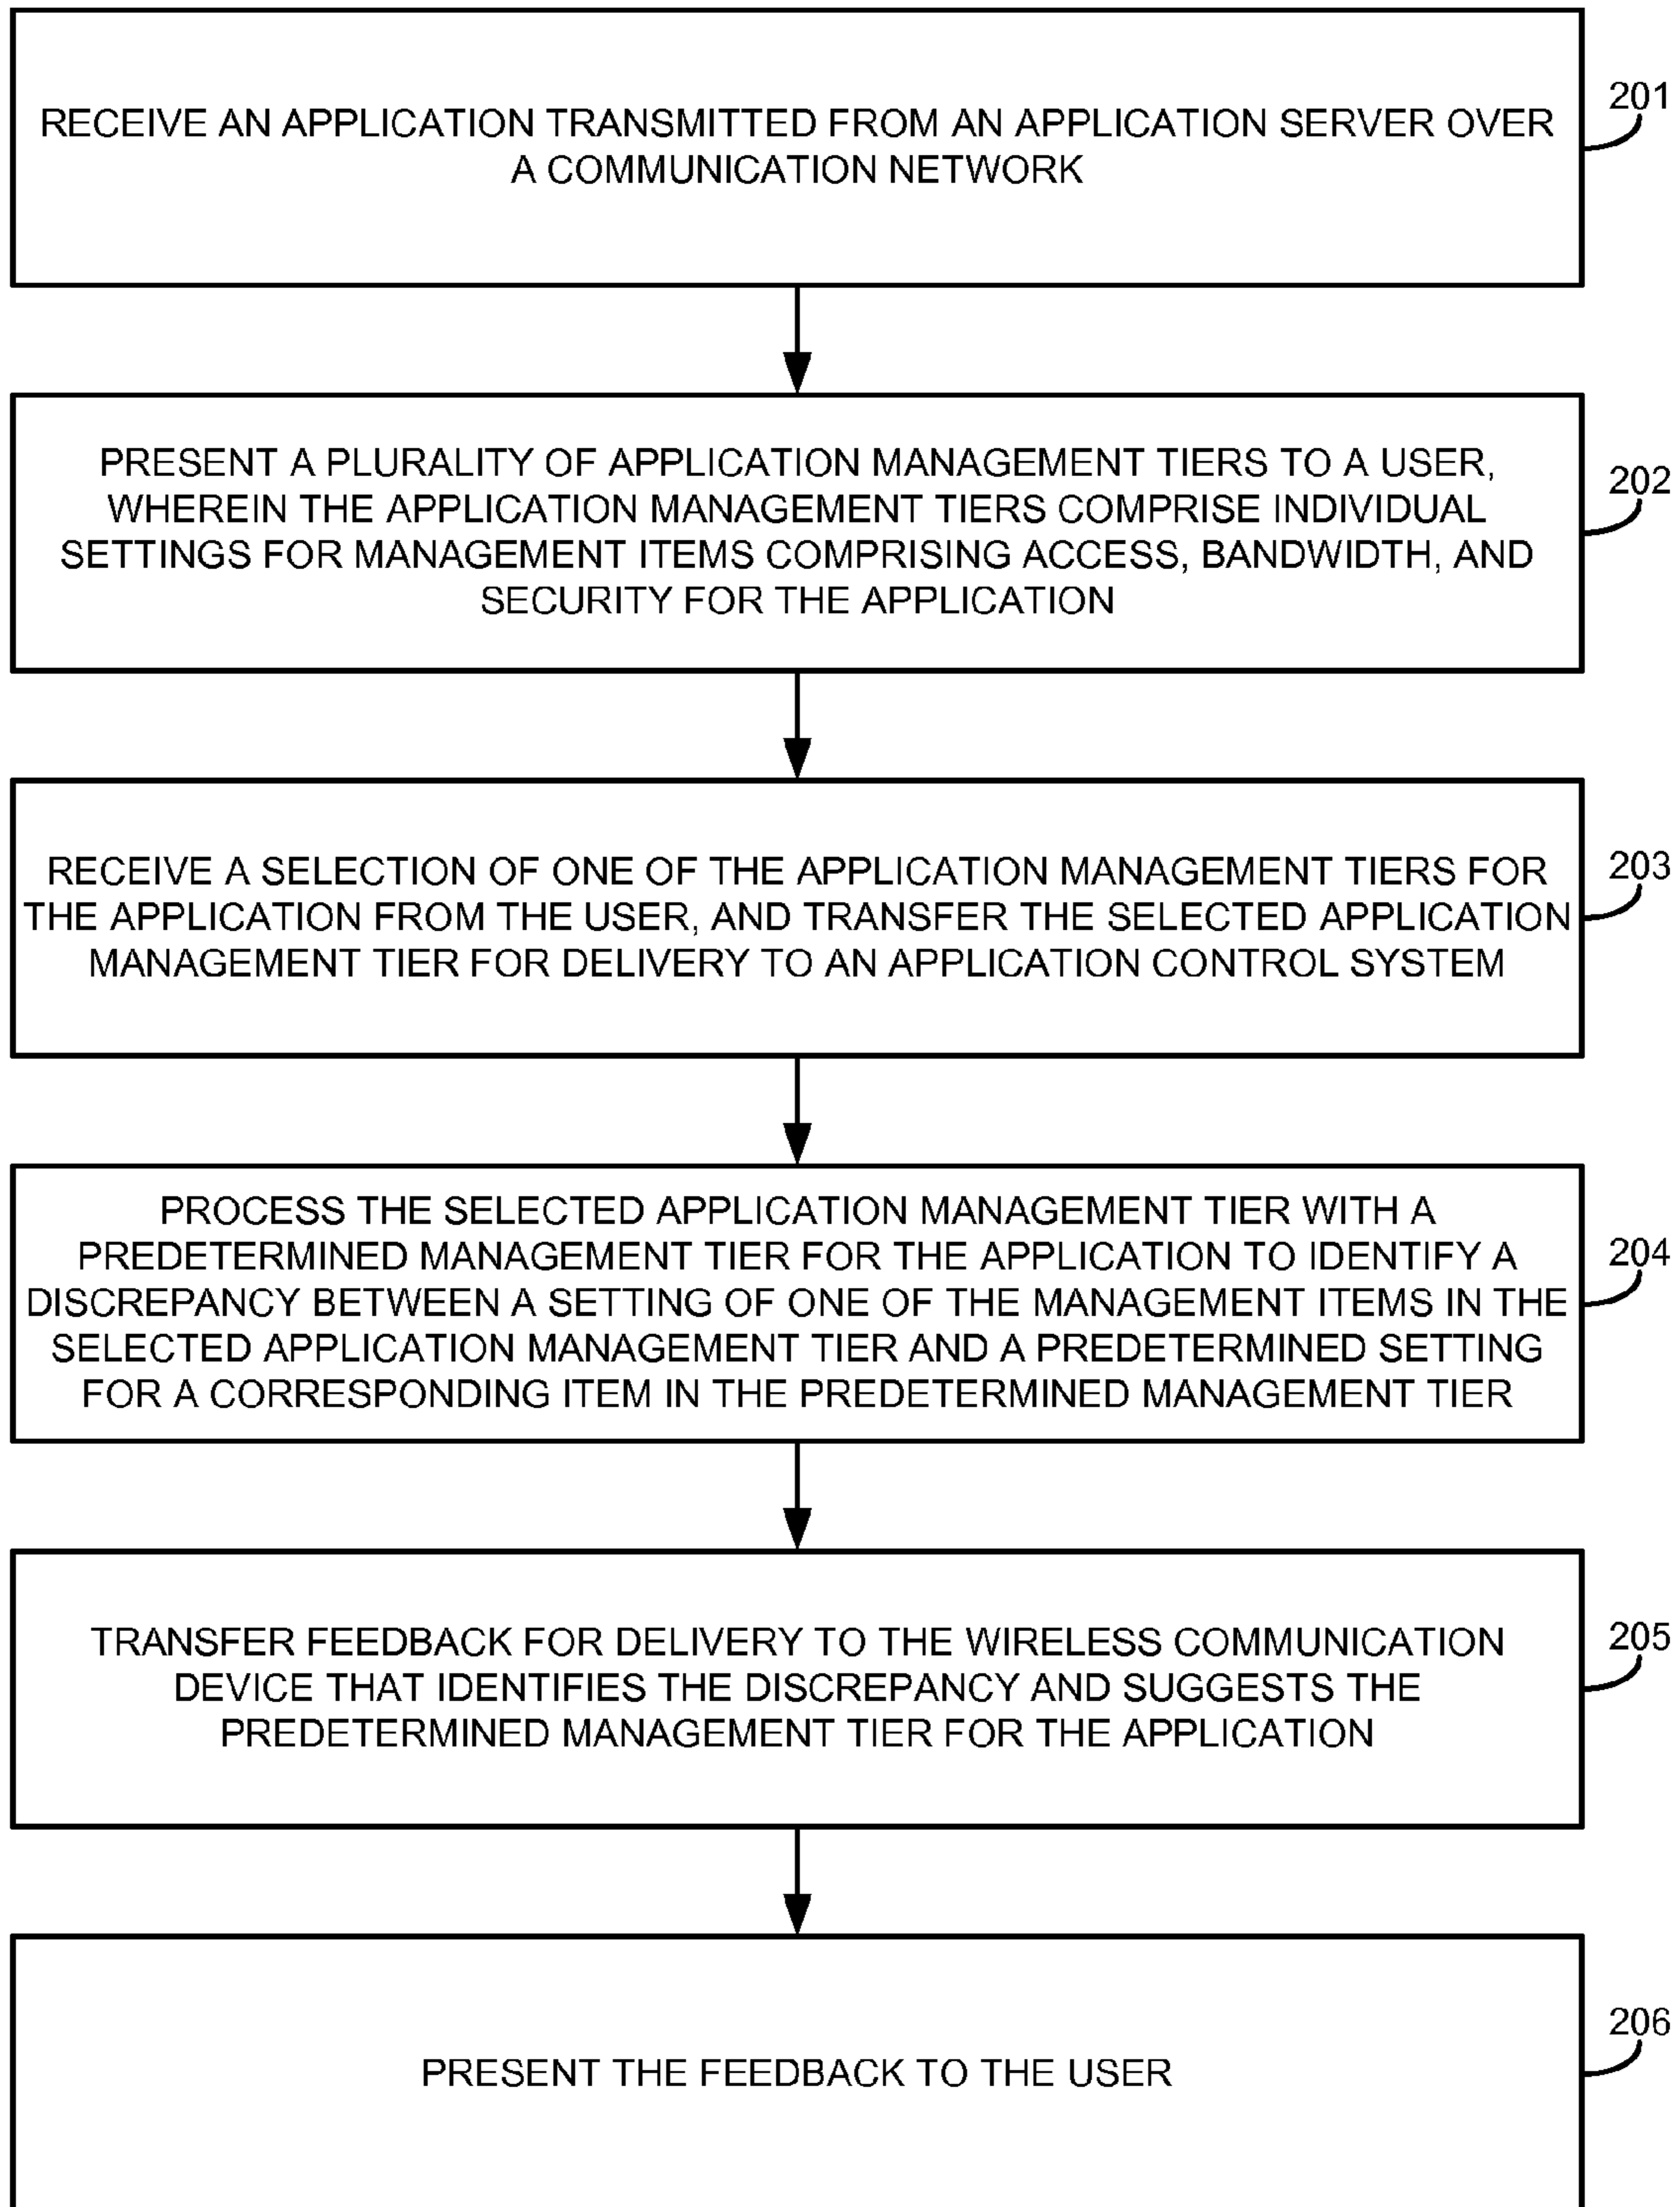 RECEIVE AN APPLICATION TRANSMITTED FROM AN APPLICATION SERVER OVER
A COMMUNICATION NETWORK
201
PRESENT A PLURALITY OF APPLICATION MANAGEMENT TIERS TO A USER,
WHEREIN THE APPLICATION MANAGEMENT TIERS COMPRISE INDIVIDUAL
SETTINGS FOR MANAGEMENT ITEMS COMPRISING ACCESS, BANDWIDTH, AND
SECURITY FOR THE APPLICATION
202
RECEIVE A SELECTION OF ONE OF THE APPLICATION MANAGEMENT TIERS FOR
THE APPLICATION FROM THE USER, AND TRANSFER THE SELECTED APPLICATION
MANAGEMENT TIER FOR DELIVERY TO AN APPLICATION CONTROL SYSTEM
203
PROCESS THE SELECTED APPLICATION MANAGEMENT TIER WITH A
PREDETERMINED MANAGEMENT TIER FOR THE APPLICATION TO IDENTIFY A
DISCREPANCY BETWEEN A SETTING OF ONE OF THE MANAGEMENT ITEMS IN THE
SELECTED APPLICATION MANAGEMENT TIER AND A PREDETERMINED SETTING
FOR A CORRESPONDING ITEM IN THE PREDETERMINED MANAGEMENT TIER
204
TRANSFER FEEDBACK FOR DELIVERY TO THE WIRELESS COMMUNICATION
DEVICE THAT IDENTIFIES THE DISCREPANCY AND SUGGESTS THE
PREDETERMINED MANAGEMENT TIER FOR THE APPLICATION
205
PRESENT THE FEEDBACK TO THE USER
206